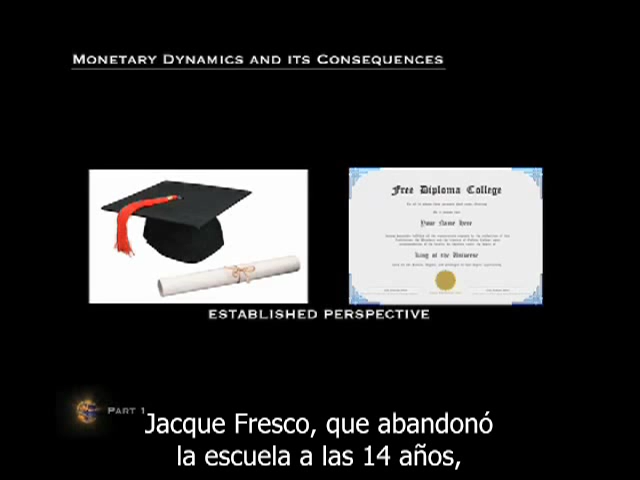 MONETARY DYNAMICS AND ITS CONSEQUENCES
Free Diploma College
Your Name Here
King of the Universe
ESTABLISHED PERSPECTIVE
PART 1
Jacque Fresco, que abandonó
la escuela a las 14 años,